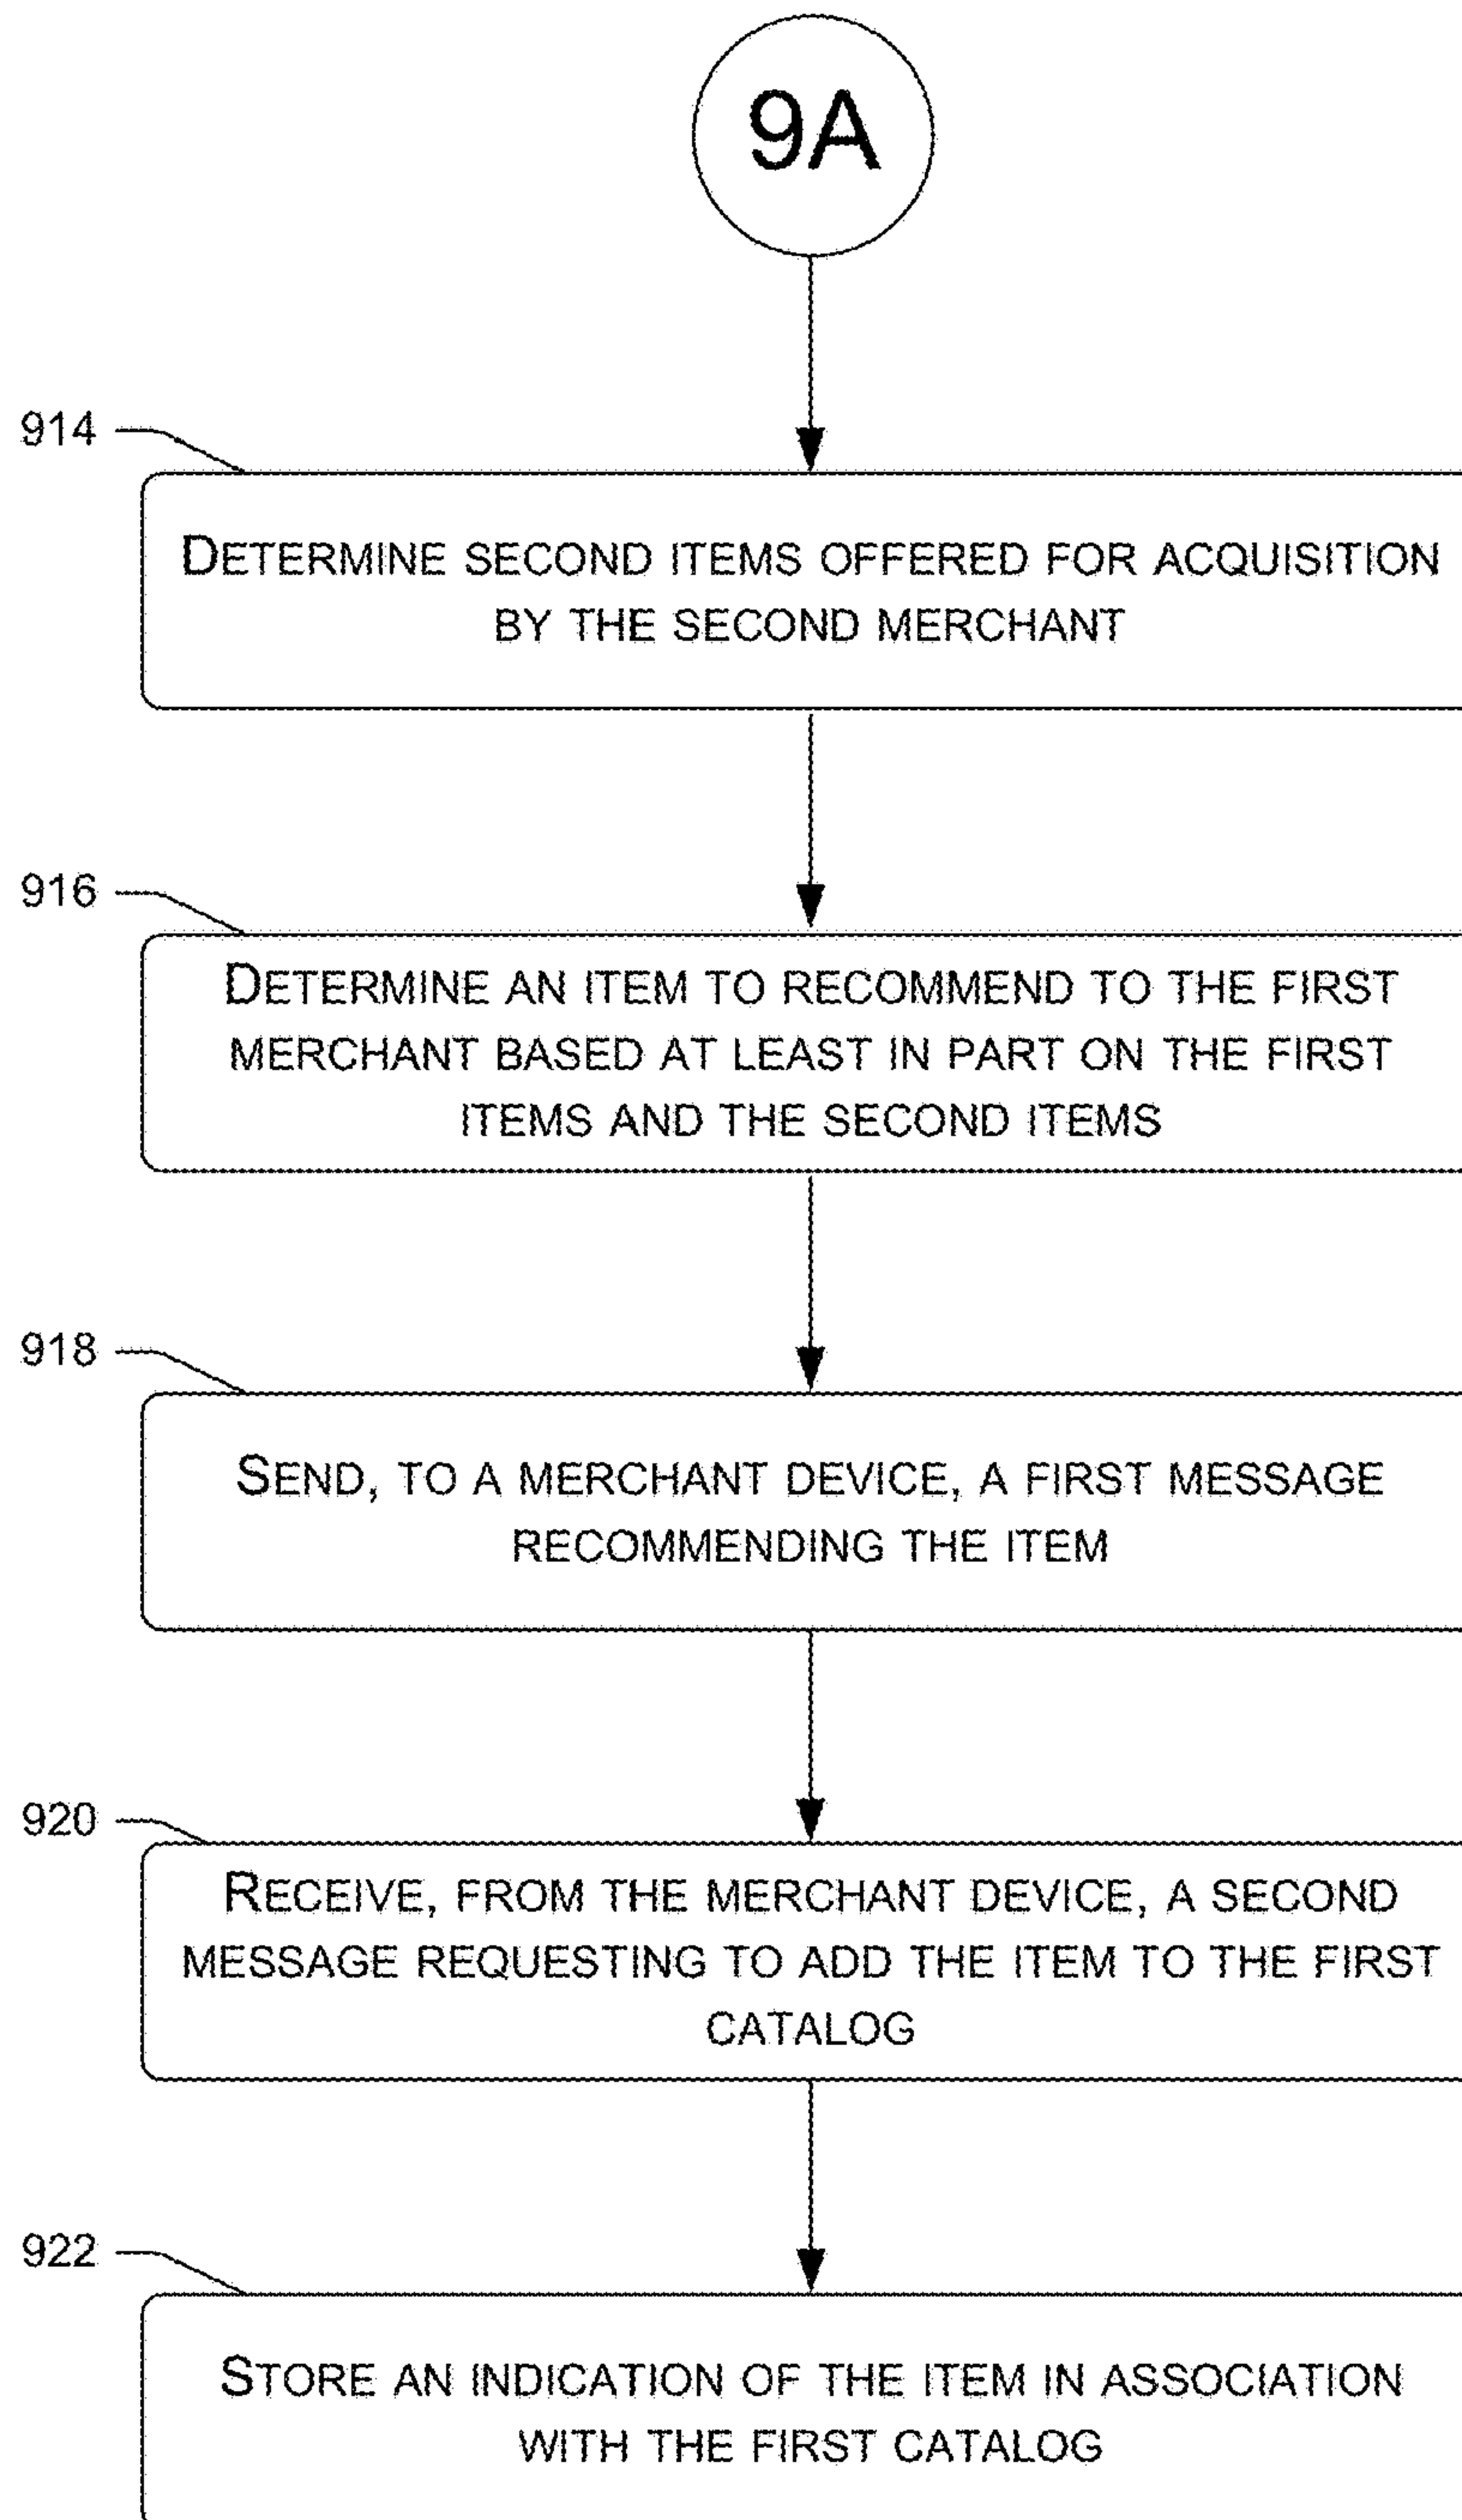 9A
914
DETERMINE SECOND ITEMS OFFERED FOR ACQUISITION
BY THE SECOND MERCHANT
916
DETERMINE AN ITEM TO RECOMMEND TO THE FIRST
MERCHANT BASED AT LEAST IN PART ON THE FIRST
ITEMS AND THE SECOND ITEMS
918
SEND, TO A MERCHANT DEVICE, A FIRST MESSAGE
RECOMMENDING THE ITEM
920
RECEIVE, FROM THE MERCHANT DEVICE, A SECOND
MESSAGE REQUESTING TO ADD THE ITEM TO THE FIRST
CATALOG
922
STORE AN INDICATION OF THE ITEM IN ASSOCIATION
WITH THE FIRST CATALOG